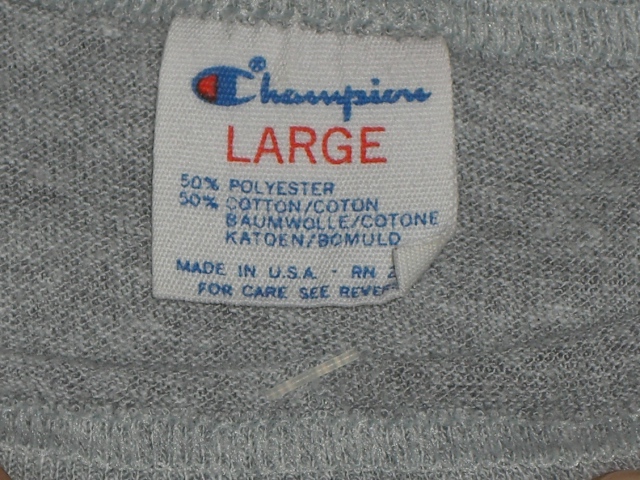 Champion®
LARGE
50% POLYESTER
50% COTTON/COTON
BAUMWOLLE/COTONE
KATOEN/BOMULD
MADE IN U.S.A. - RN
FOR CARE SEE